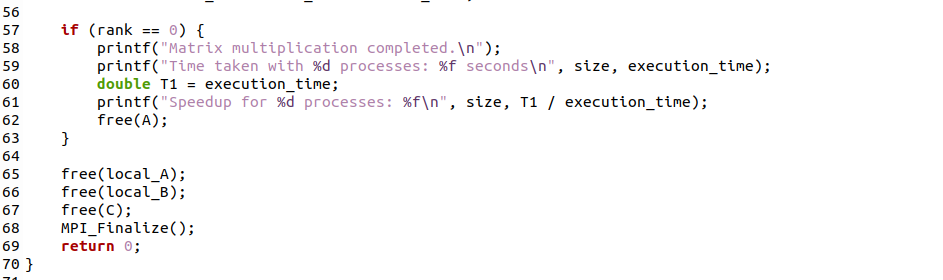 56
57     if (rank == 0) {
58         printf("Matrix multiplication completed.\n");
59         printf("Time taken with %d processes: %f seconds\n", size, execution_time);
60         double T1 = execution_time;
61         printf("Speedup for %d processes: %f\n", size, T1 / execution_time);
62         free(A);
63     }
64
65     free(local_A);
66     free(local_B);
67     free(C);
68     MPI_Finalize();
69     return 0;
70 }